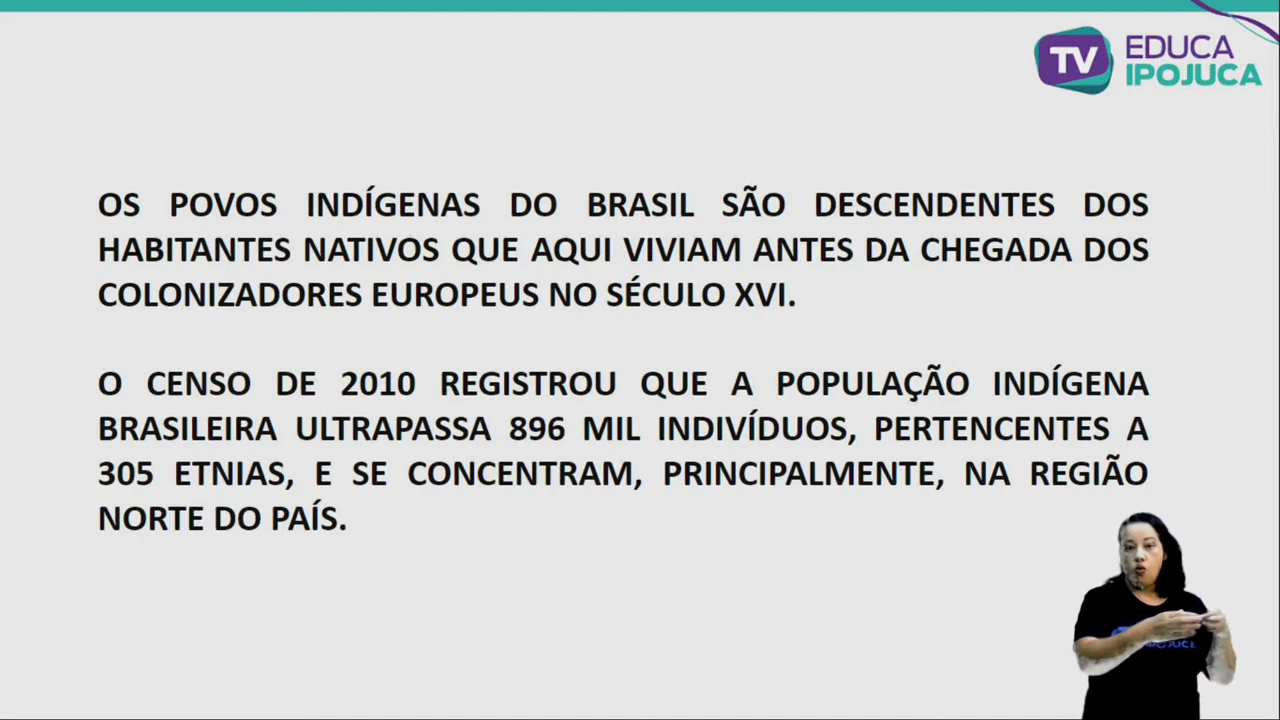 TV EDUCA
IPOJUCA
OS POVOS INDÍGENAS DO BRASIL SÃO DESCENDENTES DOS
HABITANTES NATIVOS QUE AQUI VIVIAM ANTES DA CHEGADA DOS
COLONIZADORES EUROPEUS NO SÉCULO XVI.
O CENSO DE 2010 REGISTROU QUE A POPULAÇÃO INDÍGENA
BRASILEIRA ULTRAPASSA 896 MIL INDIVÍDUOS, PERTENCENTES A
305 ETNIAS, E SE CONCENTRAM, PRINCIPALMENTE, NA REGIÃO
NORTE DO PAÍS.